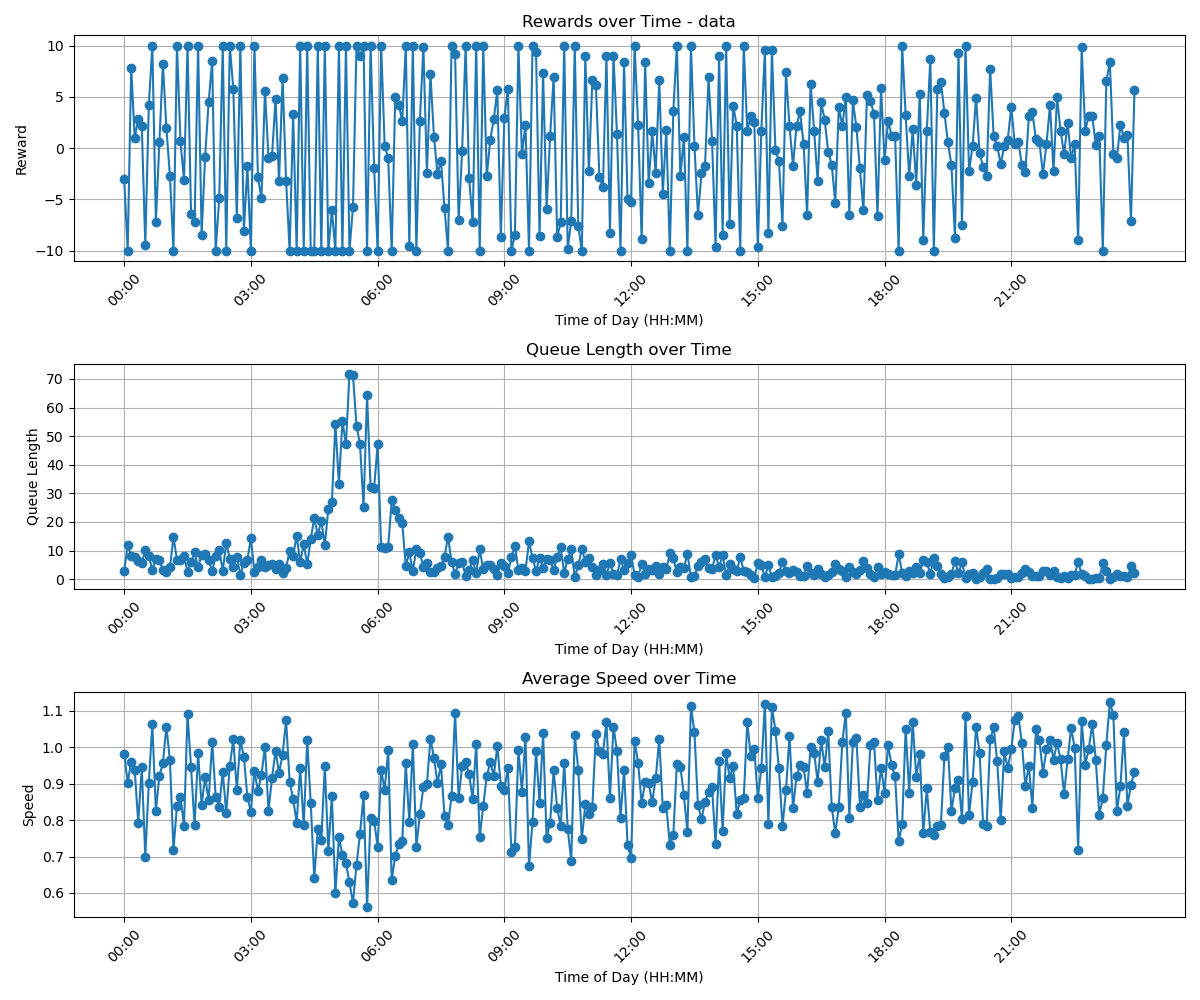 Rewards over Time - data
Reward
10
5
0
−5
−10
00:00 03:00 06:00 09:00 12:00 15:00 18:00 21:00
Time of Day (HH:MM)
Queue Length over Time
Queue Length
70
60
50
40
30
20
10
0
00:00 03:00 06:00 09:00 12:00 15:00 18:00 21:00
Time of Day (HH:MM)
Average Speed over Time
Speed
1.1
1.0
0.9
0.8
0.7
0.6
00:00 03:00 06:00 09:00 12:00 15:00 18:00 21:00
Time of Day (HH:MM)